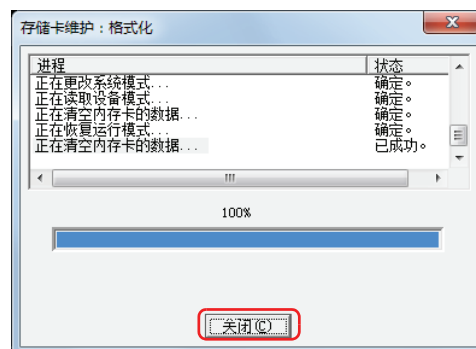 存储卡维护：格式化
进程 状态
正在更改系统模式... 确定。
正在读取设备模式... 确定。
正在清空内存卡的数据... 确定。
正在恢复运行模式... 确定。
正在清空内存卡的数据... 已成功。
100%
关闭(C)